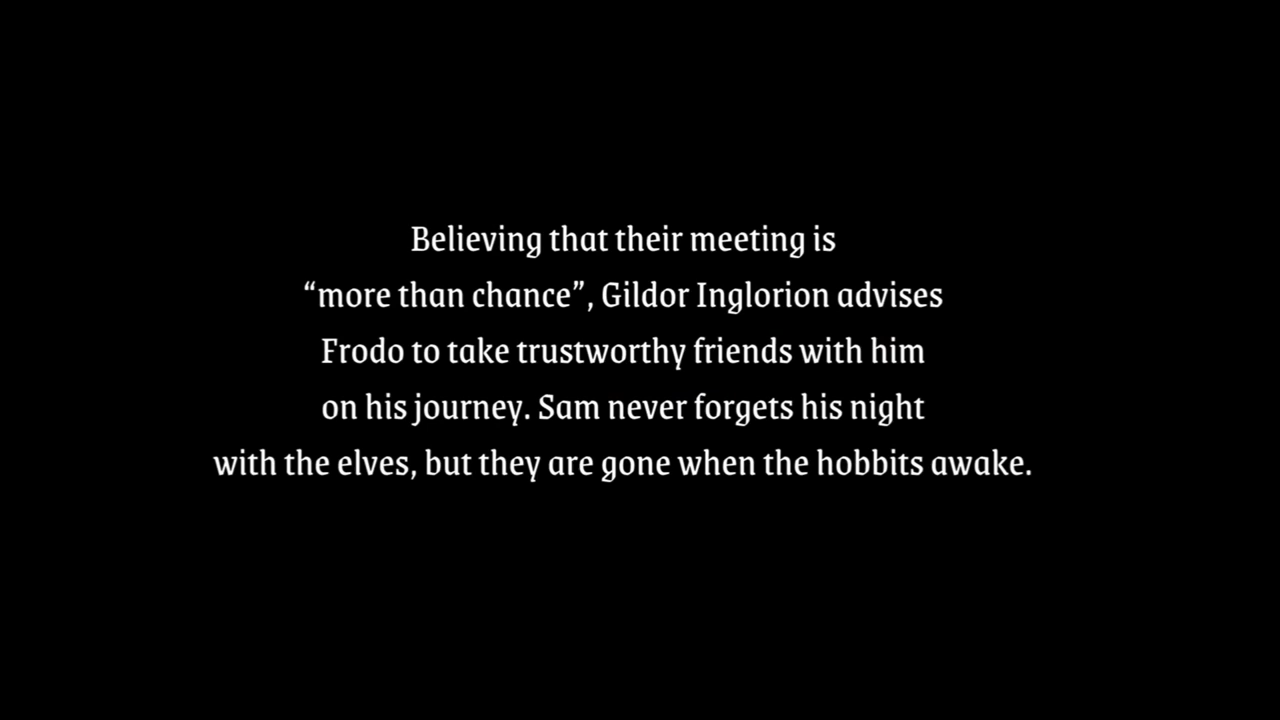 Believing that their meeting is
“more than chance”, Gildor Inglorion advises
Frodo to take trustworthy friends with him
on his journey. Sam never forgets his night
with the elves, but they are gone when the hobbits awake.